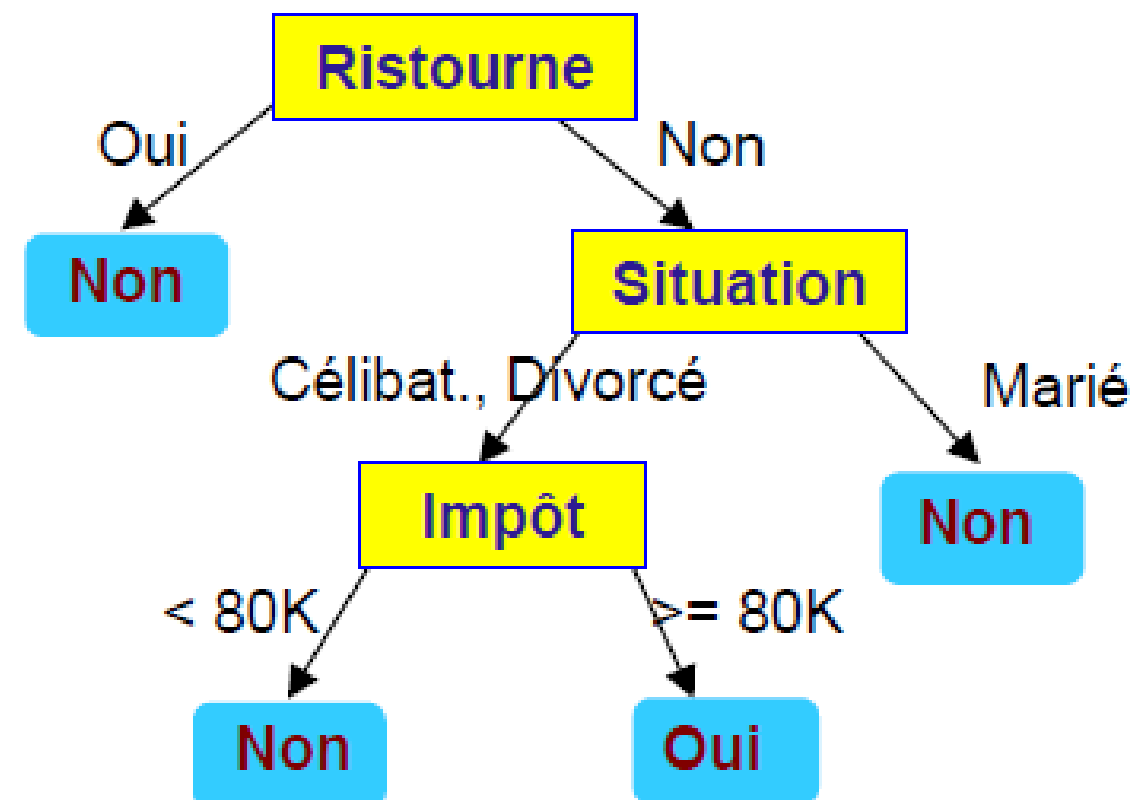 Ristourne
Oui
Non
Non
Situation
Célibat., Divorcé
Marié
Impôt
Non
< 80K
>= 80K
Non
Oui